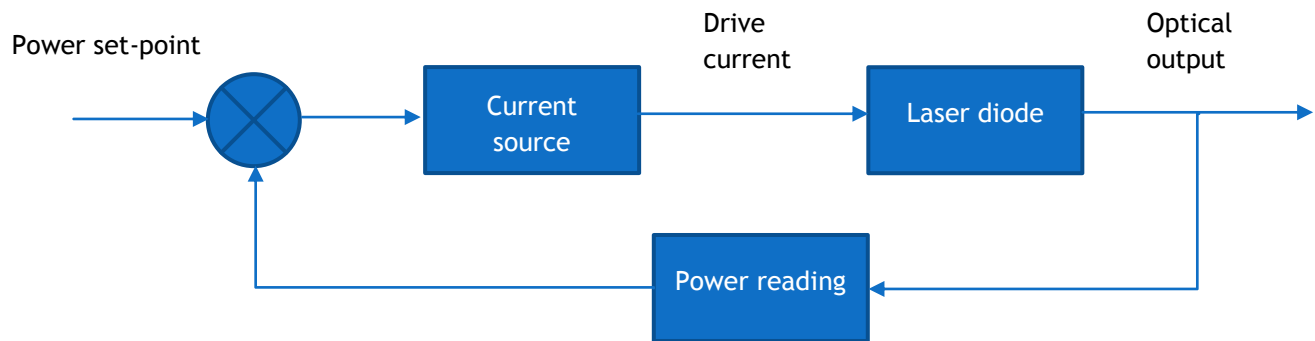 Power set-point
Drive
current
Optical
output
Current
source
Laser diode
Power reading